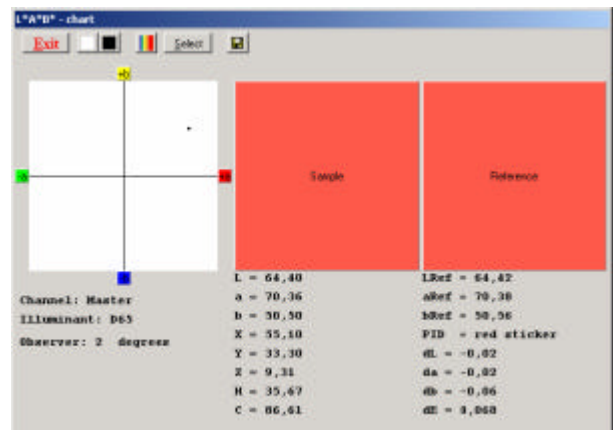 L*A*B* - chart
Exit
Select
+b
-a
+a
Sample
Reference
Channel: Master
Illuminant: D65
Observer: 2 degrees
L = 64,40
a = 70,36
b = 50,50
X = 55,10
Y = 33,30
Z = 9,31
H = 35,67
C = 86,61
LRef = 64,42
aRef = 70,38
bRef = 50,56
PID = red sticker
dL = -0,02
da = -0,02
db = -0,06
dE = 0,068